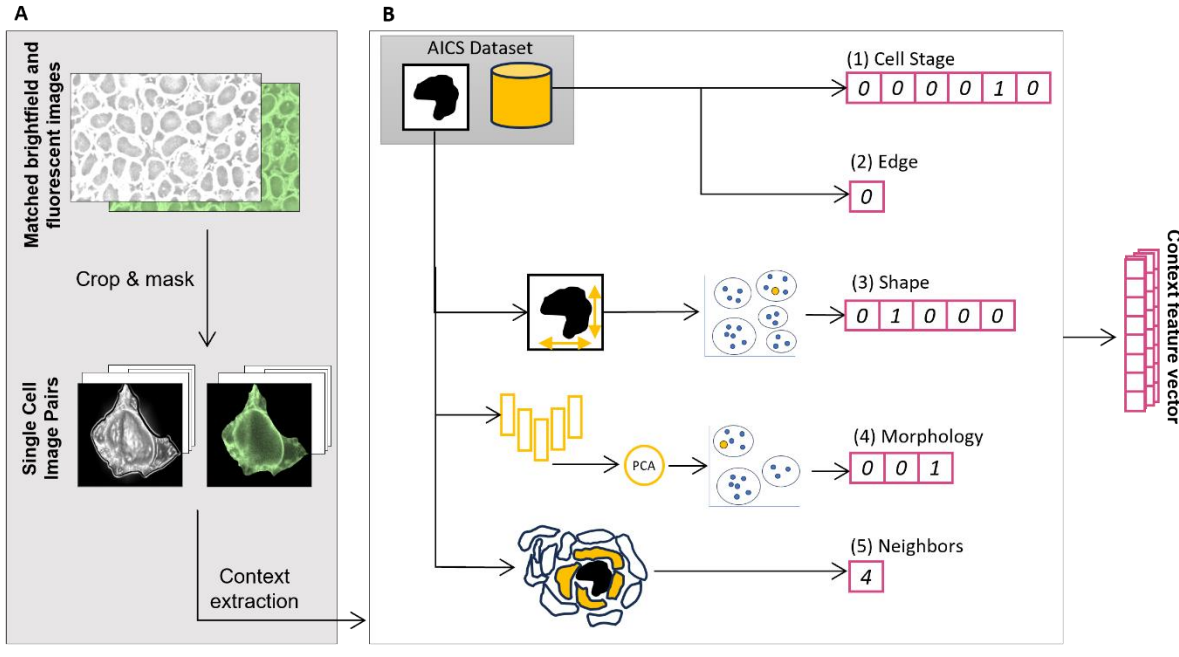 A
Matched brightfield and
fluorescent images
Crop & mask
Single Cell
Image Pairs
Context
extraction
B
AICS Dataset
(1) Cell Stage
0 0 0 0 1 0
(2) Edge
0
(3) Shape
0 1 0 0 0
PCA
(4) Morphology
0 0 1
(5) Neighbors
4
Context feature vector